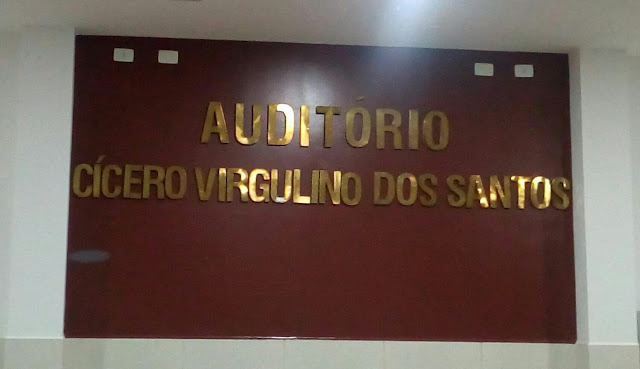 AUDITÓRIO
CÍCERO VIRGULINO DOS SANTOS